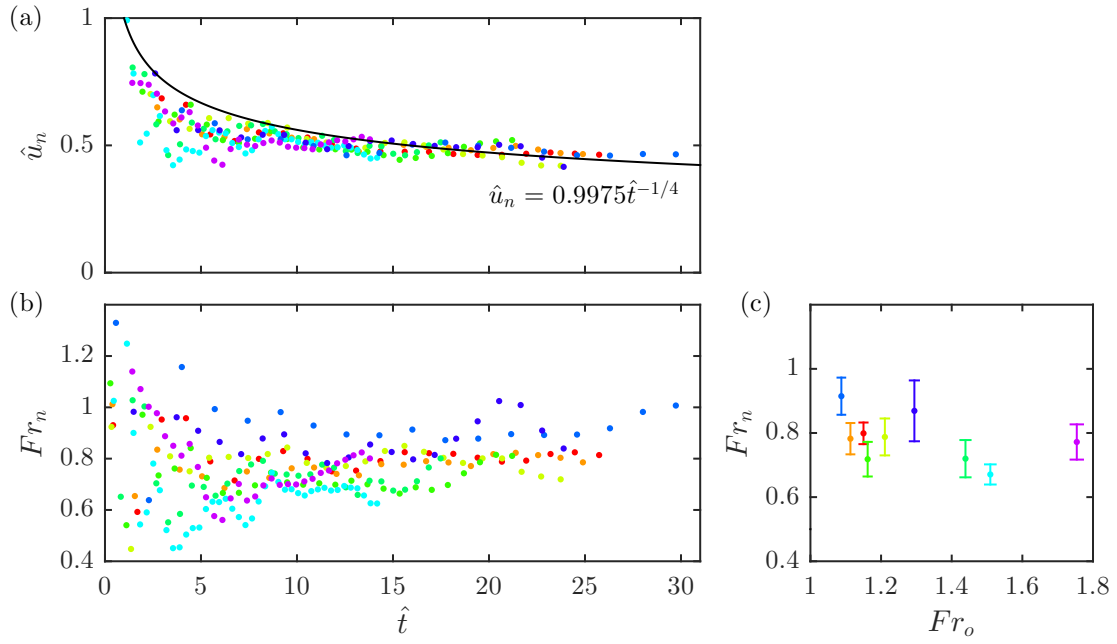 (a)
1
0.5
0
û_n
û_n = 0.9975t̂^{-1/4}
(b)
1.2
1
0.8
0.6
0.4
Fr_n
0 5 10 15 20 25 30
t̂
(c)
1
0.8
0.6
0.4
Fr_n
1 1.2 1.4 1.6 1.8
Fr_o